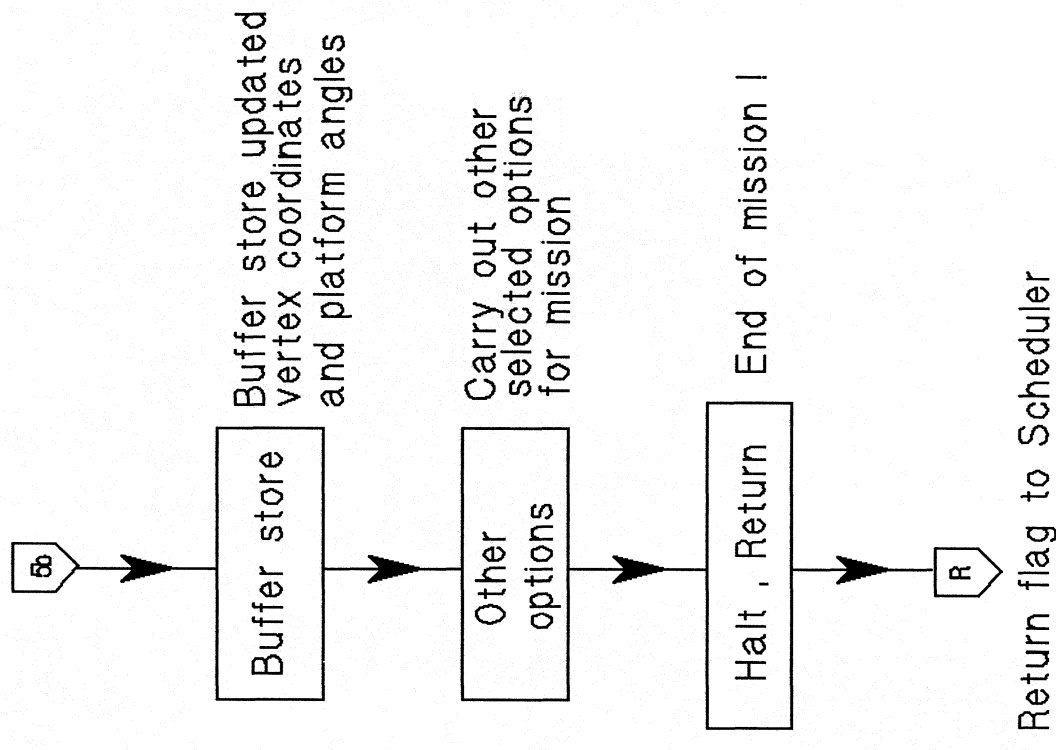 5b
Buffer store
Buffer store updated
vertex coordinates
and platform angles
Other
options
Carry out other
selected options
for mission
Halt , Return
End of mission !
R
Return flag to Scheduler